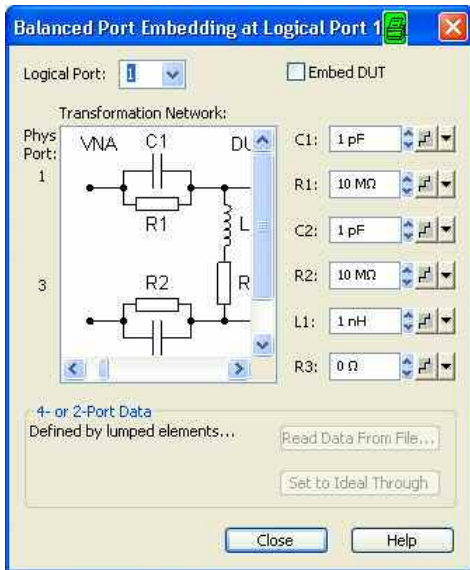 Balanced Port Embedding at Logical Port 1
Logical Port: 1
Embed DUT
Transformation Network:
Phys Port:
VNA C1
R1
L
1
3
R2
R
C1: 1 pF
R1: 10 MΩ
C2: 1 pF
R2: 10 MΩ
L1: 1 nH
R3: 0 Ω
4- or 2-Port Data
Defined by lumped elements...
Read Data From File...
Set to Ideal Through
Close
Help